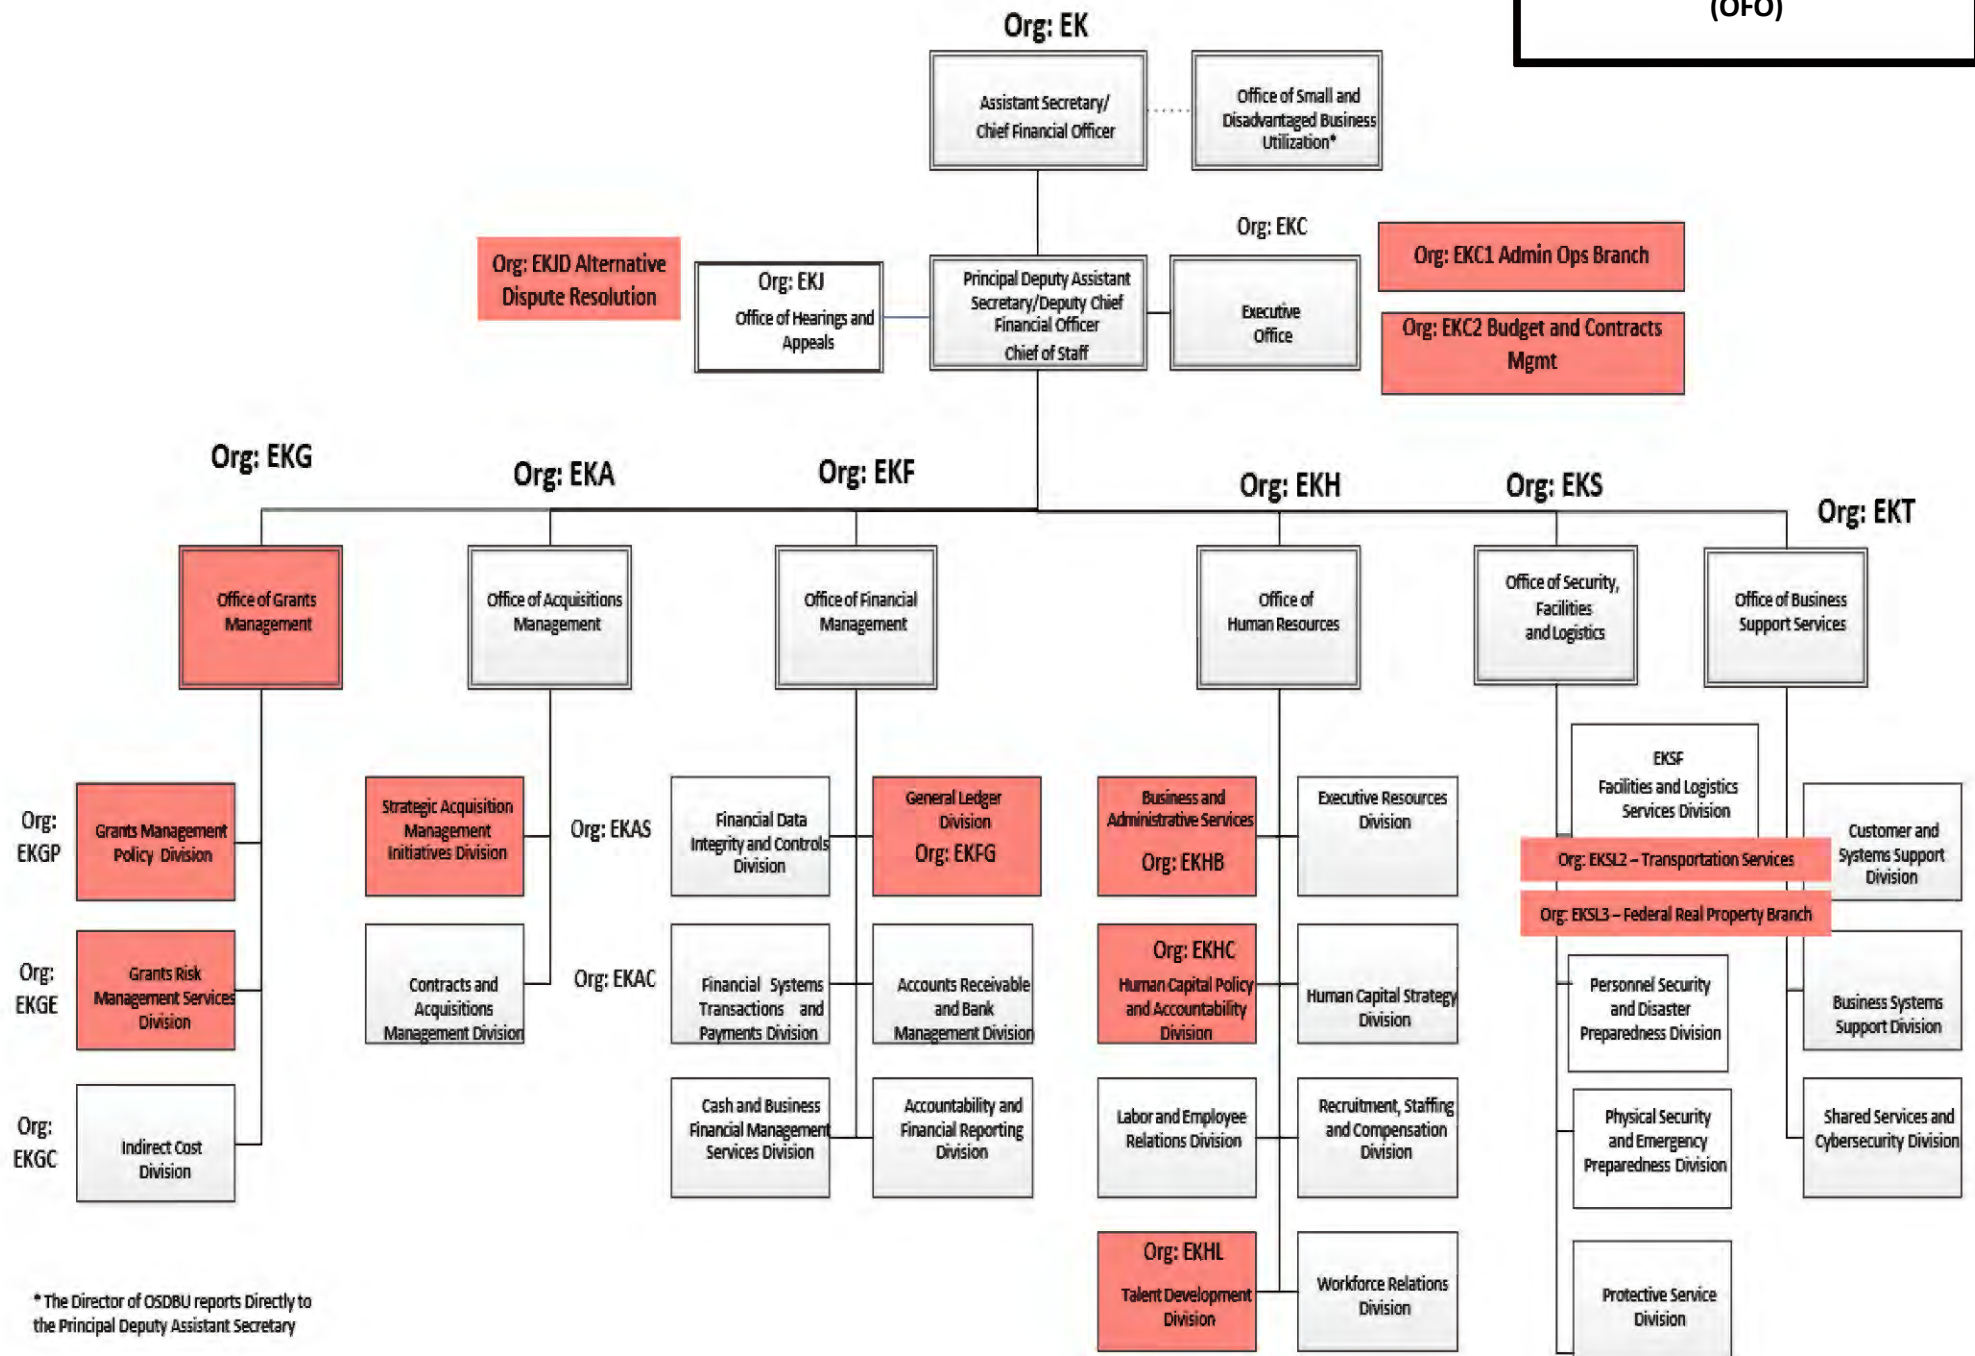 (OFO)
Org: EK
Assistant Secretary/
Chief Financial Officer
Office of Small and
Disadvantaged Business
Utilization*
Org: EKJD Alternative
Dispute Resolution
Org: EKJ
Office of Hearings and
Appeals
Principal Deputy Assistant
Secretary/Deputy Chief
Financial Officer
Chief of Staff
Org: EKC
Executive
Office
Org: EKC1 Admin Ops Branch
Org: EKC2 Budget and Contracts
Mgmt
Org: EKG
Org: EKA
Org: EKF
Org: EKH
Org: EKS
Org: EKT
Office of Grants
Management
Office of Acquisitions
Management
Office of Financial
Management
Office of
Human Resources
Office of Security,
Facilities
and Logistics
Office of Business
Support Services
Org:
EKGP
Grants Management
Policy Division
Org:
EKGE
Grants Risk
Management Services
Division
Org:
EKGC
Indirect Cost
Division
Strategic Acquisition
Management
Initiatives Division
Org: EKAS
Contracts and
Acquisitions
Management Division
Org: EKAC
Financial Data
Integrity and Controls
Division
General Ledger
Division
Org: EKFG
Financial Systems
Transactions and
Payments Division
Accounts Receivable
and Bank
Management Division
Cash and Business
Financial Management
Services Division
Accountability and
Financial Reporting
Division
Business and
Administrative Services
Org: EKHB
Executive Resources
Division
Org: EKHC
Human Capital Policy
and Accountability
Division
Human Capital Strategy
Division
Labor and Employee
Relations Division
Recruitment, Staffing
and Compensation
Division
Org: EKHL
Talent Development
Division
Workforce Relations
Division
EKSF
Facilities and Logistics
Services Division
Org: EKSL2 – Transportation Services
Org: EKSL3 – Federal Real Property Branch
Personnel Security
and Disaster
Preparedness Division
Physical Security
and Emergency
Preparedness Division
Protective Service
Division
Customer and
Systems Support
Division
Business Systems
Support Division
Shared Services and
Cybersecurity Division
* The Director of OSDBU reports Directly to
the Principal Deputy Assistant Secretary